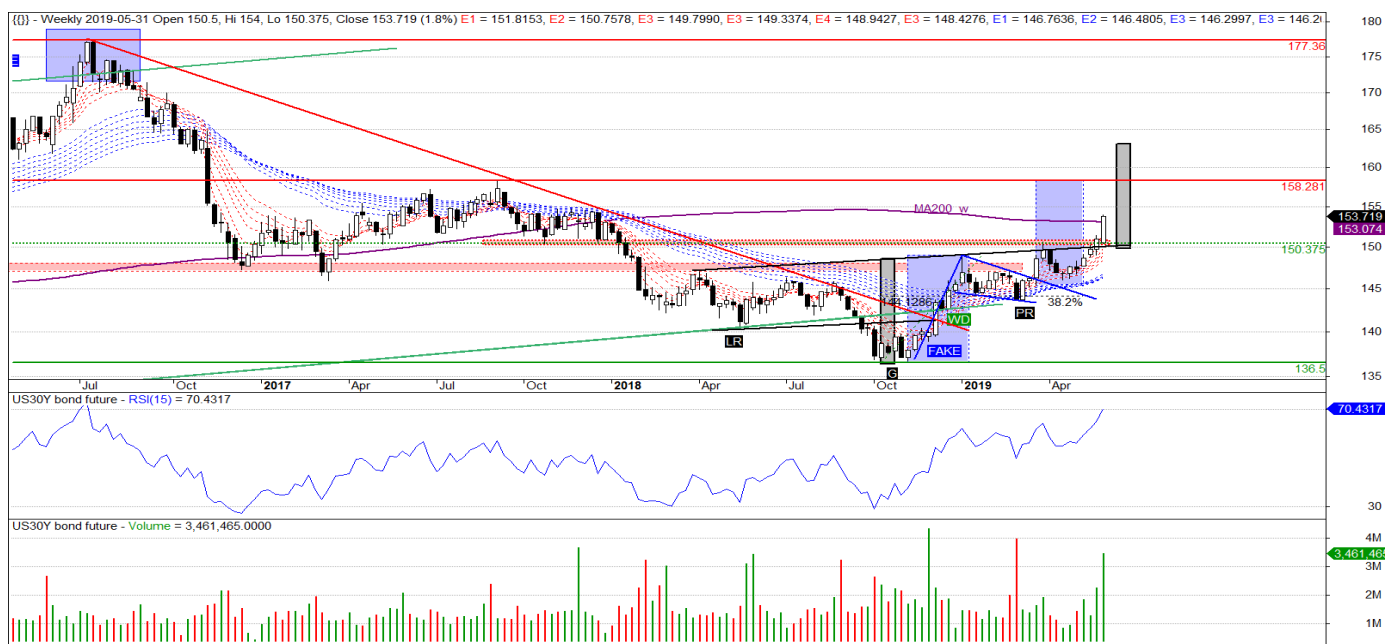 {{}} - Weekly 2019-05-31 Open 150.5, Hi 154, Lo 150.375, Close 153.719 (1.8%) E1 = 151.8153, E2 = 150.7578, E3 = 149.7990, E3 = 149.3374, E4 = 148.9427, E3 = 148.4276, E1 = 146.7636, E2 = 146.4805, E3 = 146.2997, E3 = 146.2
180
177.36
175
170
165
160
158.281
155
MA200_w
153.719
153.074
150.375
150
145
38.2%
WD
PR
140
LR
FAKE
136.5
G
135
Jul Oct 2017 Apr Jul Oct 2018 Apr Jul Oct 2019 Apr
US30Y bond future - RSI(15) = 70.4317
70.4317
30
US30Y bond future - Volume = 3,461,465.0000
4M
3,461,465
3M
2M
1M